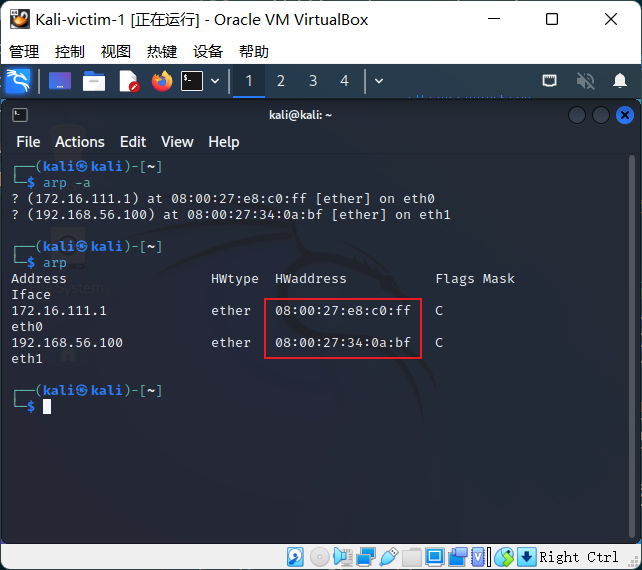 Kali-victim-1 [正在运行] - Oracle VM VirtualBox
管理 控制 视图 热键 设备 帮助
1 2 3 4
kali@kali: ~
File Actions Edit View Help
┌──(kali㉿kali)-[~]
└─$ arp -a
? (172.16.111.1) at 08:00:27:e8:c0:ff [ether] on eth0
? (192.168.56.100) at 08:00:27:34:0a:bf [ether] on eth1
┌──(kali㉿kali)-[~]
└─$ arp
Address HWtype HWaddress Flags Mask
Iface
172.16.111.1 ether 08:00:27:e8:c0:ff C
eth0
192.168.56.100 ether 08:00:27:34:0a:bf C
eth1
┌──(kali㉿kali)-[~]
└─$
Right Ctrl